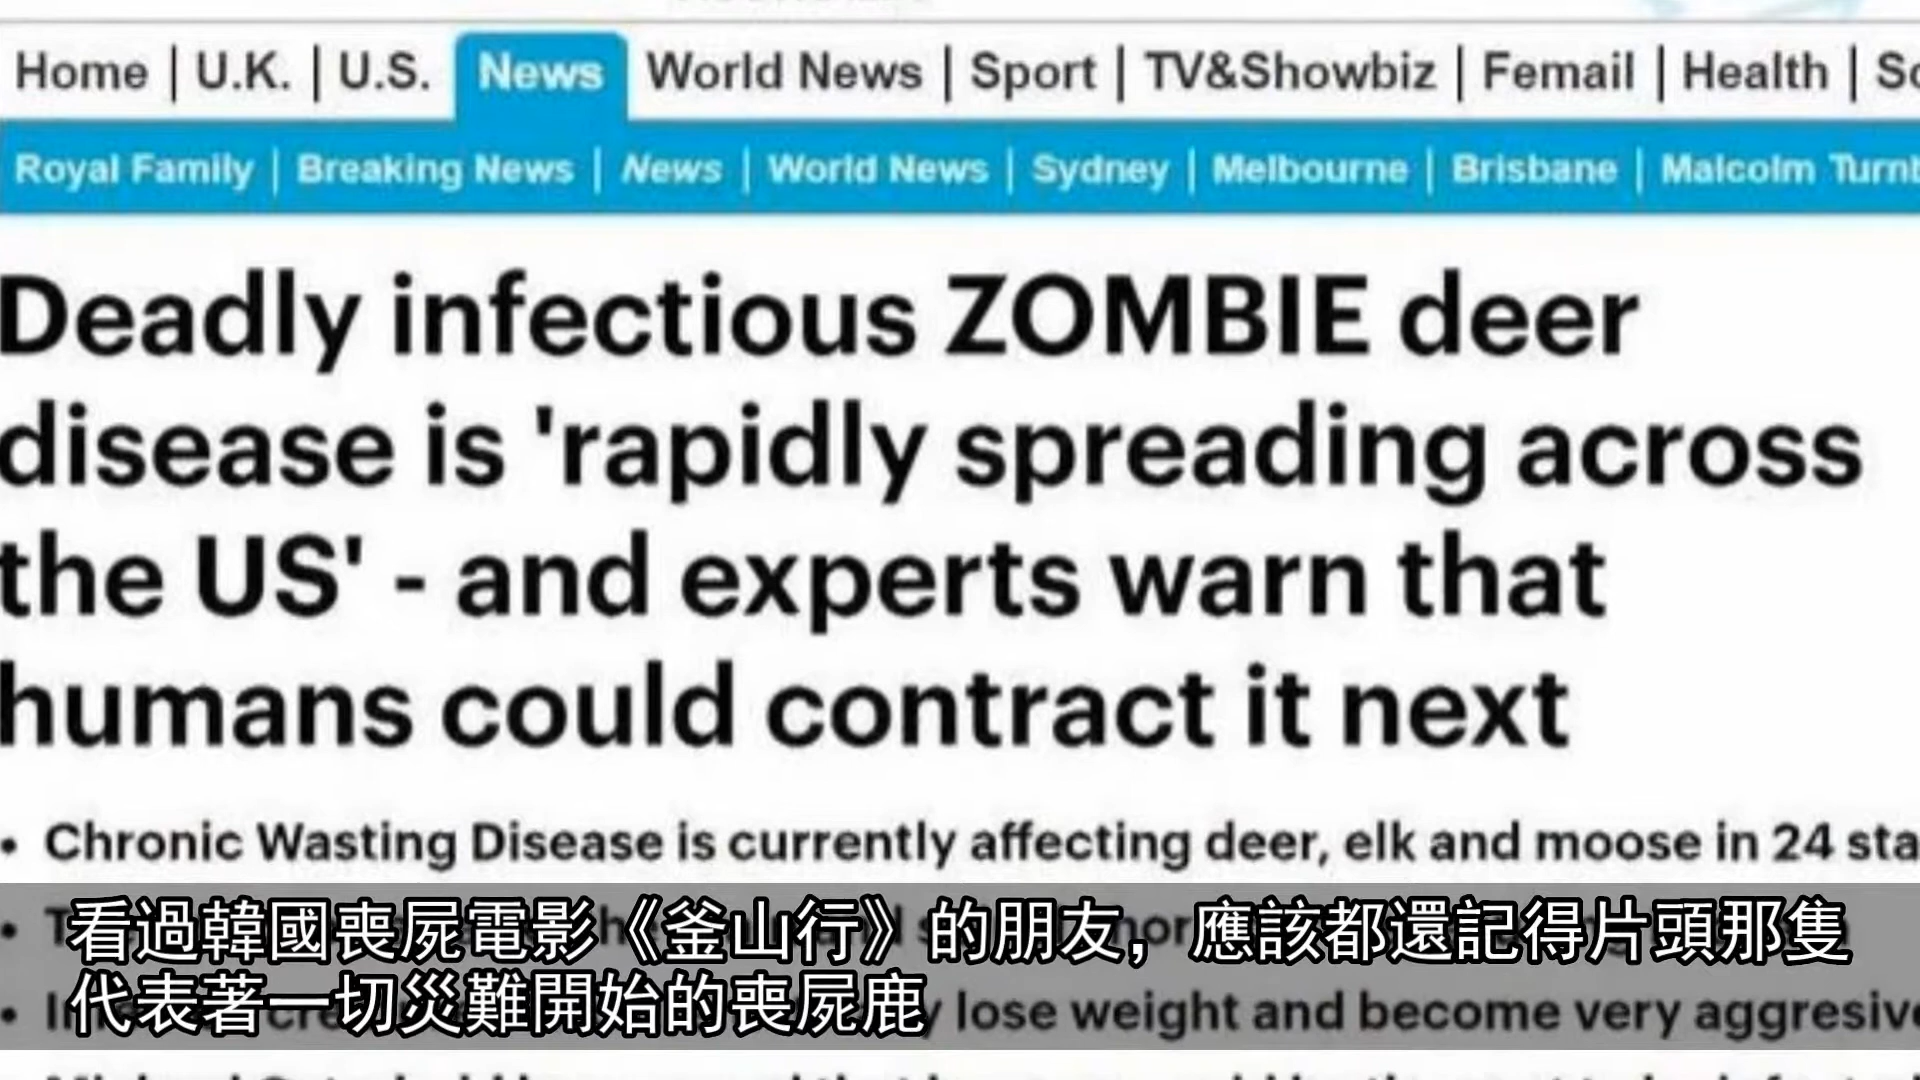 Home | U.K. | U.S. News World News | Sport | TV&Showbiz | Femail | Health |
Royal Family | Breaking News | News | World News | Sydney | Melbourne | Brisbane | Malcolm
Deadly infectious ZOMBIE deer
disease is 'rapidly spreading across
the US' - and experts warn that
humans could contract it next
• Chronic Wasting Disease is currently affecting deer, elk and moose in 24
看過韓國喪屍電影《釜山行》的朋友，應該都還記得片頭那隻
代表著一切災難開始的喪屍鹿
lose weight and become very aggresive